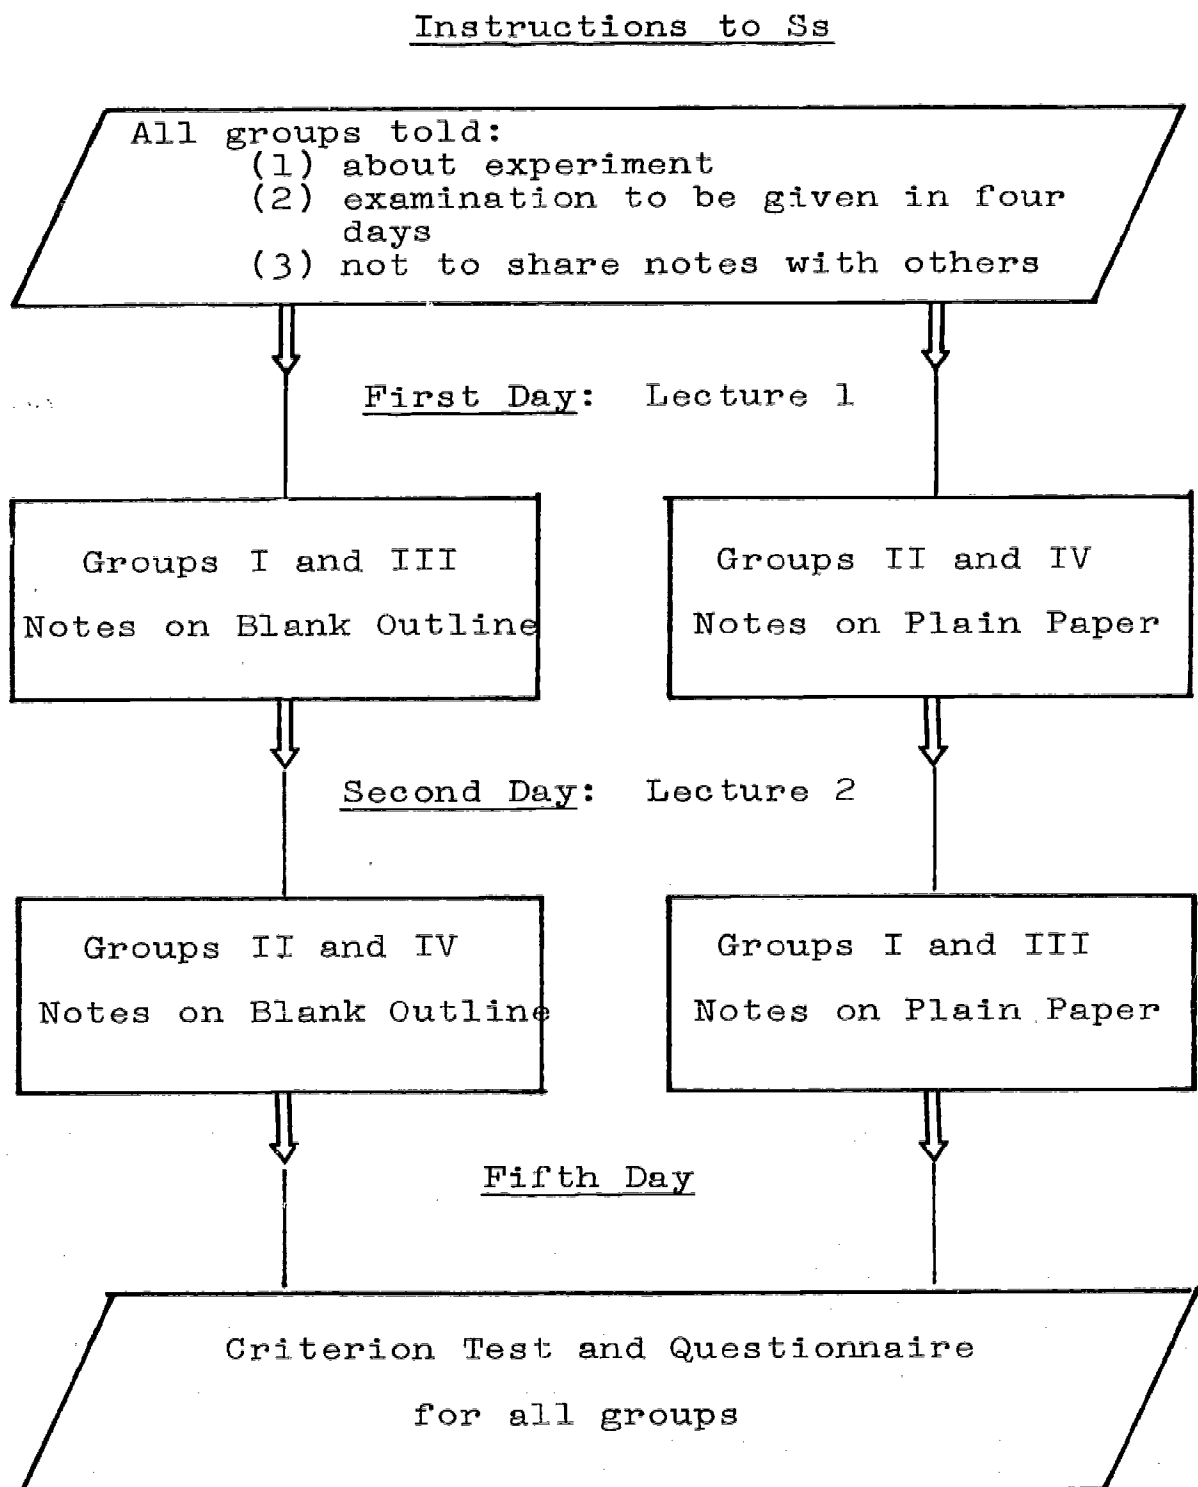 Instructions to Ss
All groups told:
(1) about experiment
(2) examination to be given in four
days
(3) not to share notes with others
First Day: Lecture 1
Groups I and III
Notes on Blank Outline
Groups II and IV
Notes on Plain Paper
Second Day: Lecture 2
Groups II and IV
Notes on Blank Outline
Groups I and III
Notes on Plain Paper
Fifth Day
Criterion Test and Questionnaire
for all groups